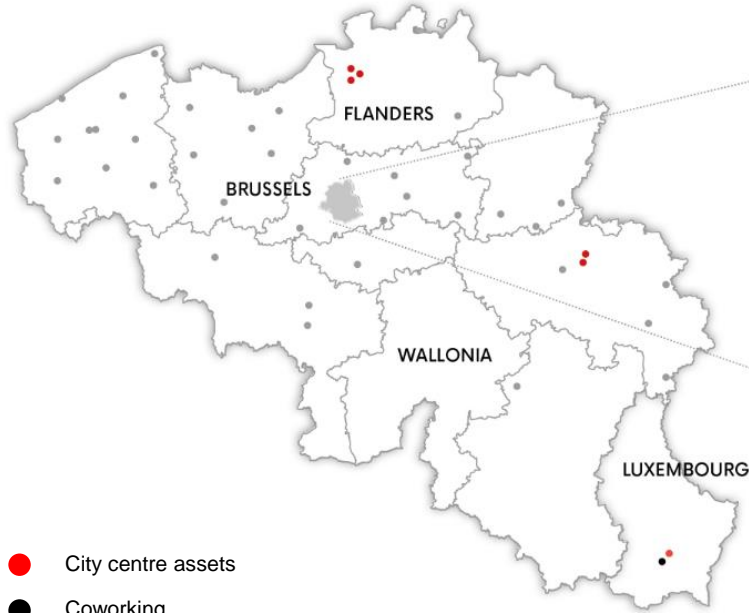 FLANDERS
BRUSSELS
WALLONIA
LUXEMBOURG
City centre assets
Coworking